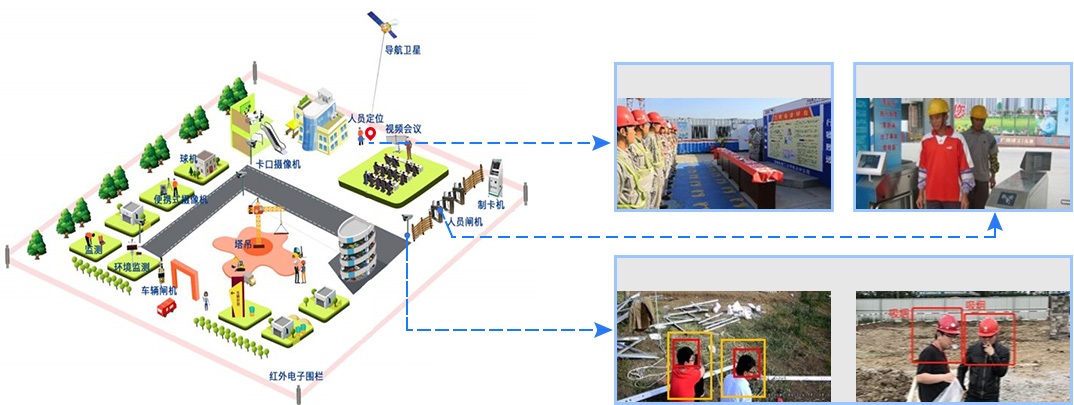 导航卫星
人员定位
视频会议
球机
卡口摄像机
便携式摄像机
制卡机
人员闸机
塔吊
监测
环境监测
车辆闸机
红外电子围栏
吸烟
吸烟